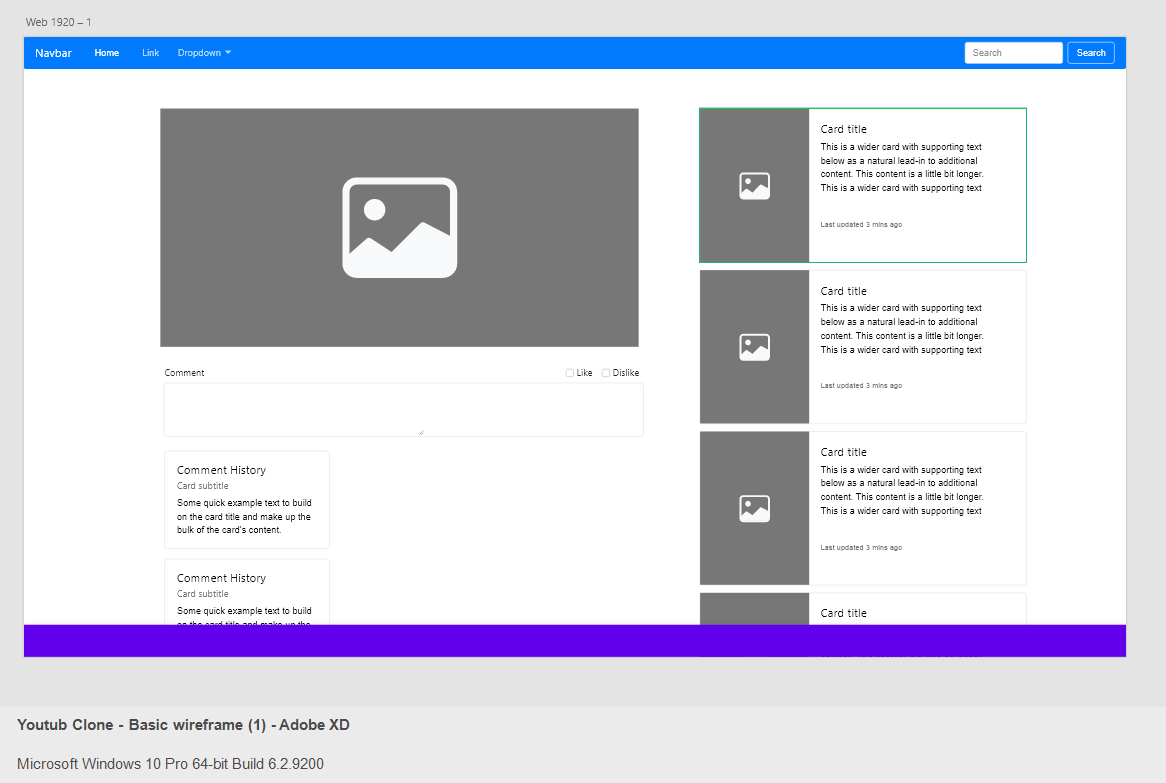 Web 1920 – 1
Navbar Home Link Dropdown Search Search
Card title
This is a wider card with supporting text
below as a natural lead-in to additional
content. This content is a little bit longer.
This is a wider card with supporting text
Last updated 3 mins ago
Card title
This is a wider card with supporting text
below as a natural lead-in to additional
content. This content is a little bit longer.
This is a wider card with supporting text
Last updated 3 mins ago
Comment Like Dislike
Comment History
Card subtitle
Some quick example text to build
on the card title and make up the
bulk of the card's content.
Card title
This is a wider card with supporting text
below as a natural lead-in to additional
content. This content is a little bit longer.
This is a wider card with supporting text
Last updated 3 mins ago
Comment History
Card subtitle
Some quick example text to build
on the card title and make up the
Card title
Youtub Clone - Basic wireframe (1) - Adobe XD
Microsoft Windows 10 Pro 64-bit Build 6.2.9200